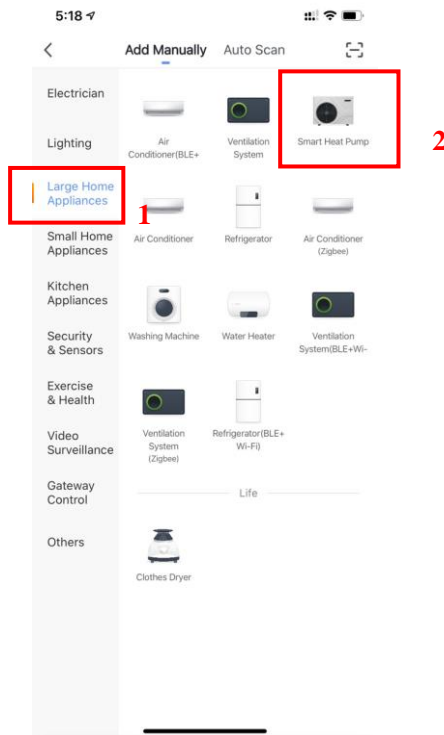 5:18
Add Manually
Auto Scan
Electrician
Lighting
Large Home
Appliances
1
Small Home
Appliances
Kitchen
Appliances
Security
& Sensors
Exercise
& Health
Video
Surveillance
Gateway
Control
Others
Air
Conditioner(BLE+
Ventilation
System
Smart Heat Pump
2
Air Conditioner
Refrigerator
Air Conditioner
(Zigbee)
Washing Machine
Water Heater
Ventilation
System(BLE+Wi-
Ventilation
System
(Zigbee)
Refrigerator(BLE+
Wi-Fi)
Life
Clothes Dryer